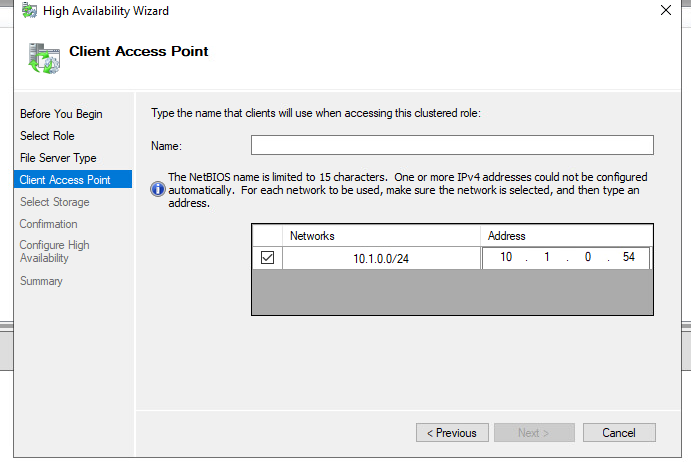 High Availability Wizard
Client Access Point
Before You Begin
Select Role
File Server Type
Client Access Point
Select Storage
Confirmation
Configure High
Availability
Summary
Type the name that clients will use when accessing this clustered role:
Name:
The NetBIOS name is limited to 15 characters. One or more IPv4 addresses could not be configured
automatically. For each network to be used, make sure the network is selected, and then type an
address.
Networks Address
10.1.0.0/24 10 . 1 . 0 . 54
< Previous Next > Cancel